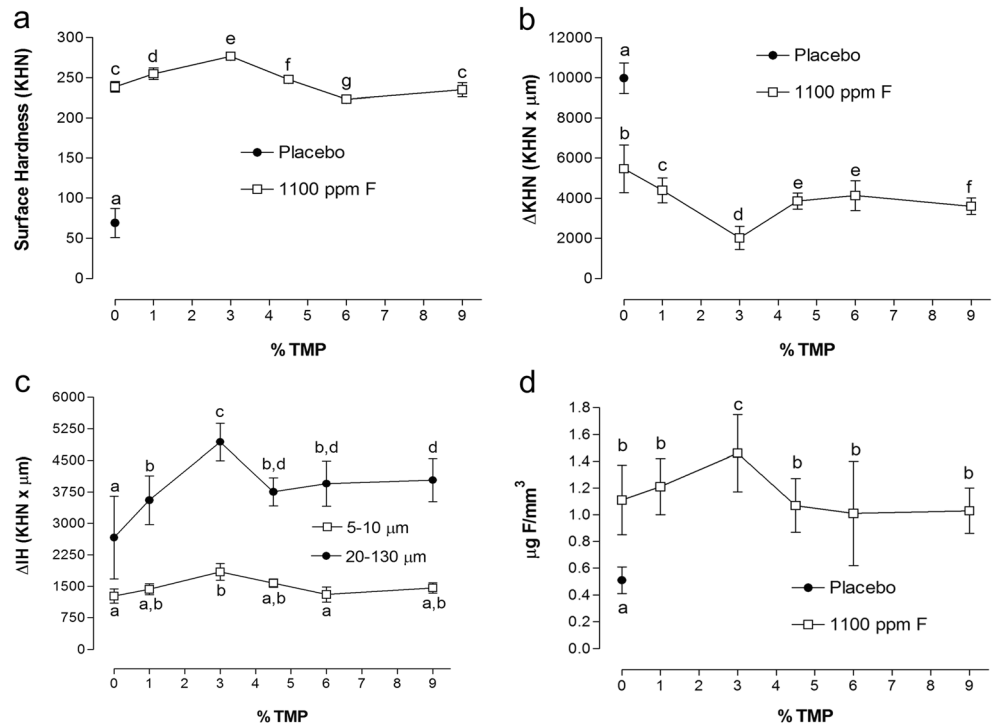 a
Surface Hardness (KHN)
300
250
200
150
100
50
0
c d e f g c
a
Placebo
1100 ppm F
0 1 2 3 4 5 6 7 8 9
% TMP
b
ΔKHN (KHN x μm)
12000
10000
8000
6000
4000
2000
0
a
b c d e e f
Placebo
1100 ppm F
0 1 2 3 4 5 6 7 8 9
% TMP
c
ΔIH (KHN x μm)
6000
5250
4500
3750
3000
2250
1500
750
0
a b c b,d b,d d
5-10 μm
20-130 μm
a a,b b a,b a a,b
0 1 2 3 4 5 6 7 8 9
% TMP
d
μg F/mm³
1.8
1.6
1.4
1.2
1.0
0.8
0.6
0.4
0.2
0.0
b b c b b b
a
Placebo
1100 ppm F
0 1 2 3 4 5 6 7 8 9
% TMP